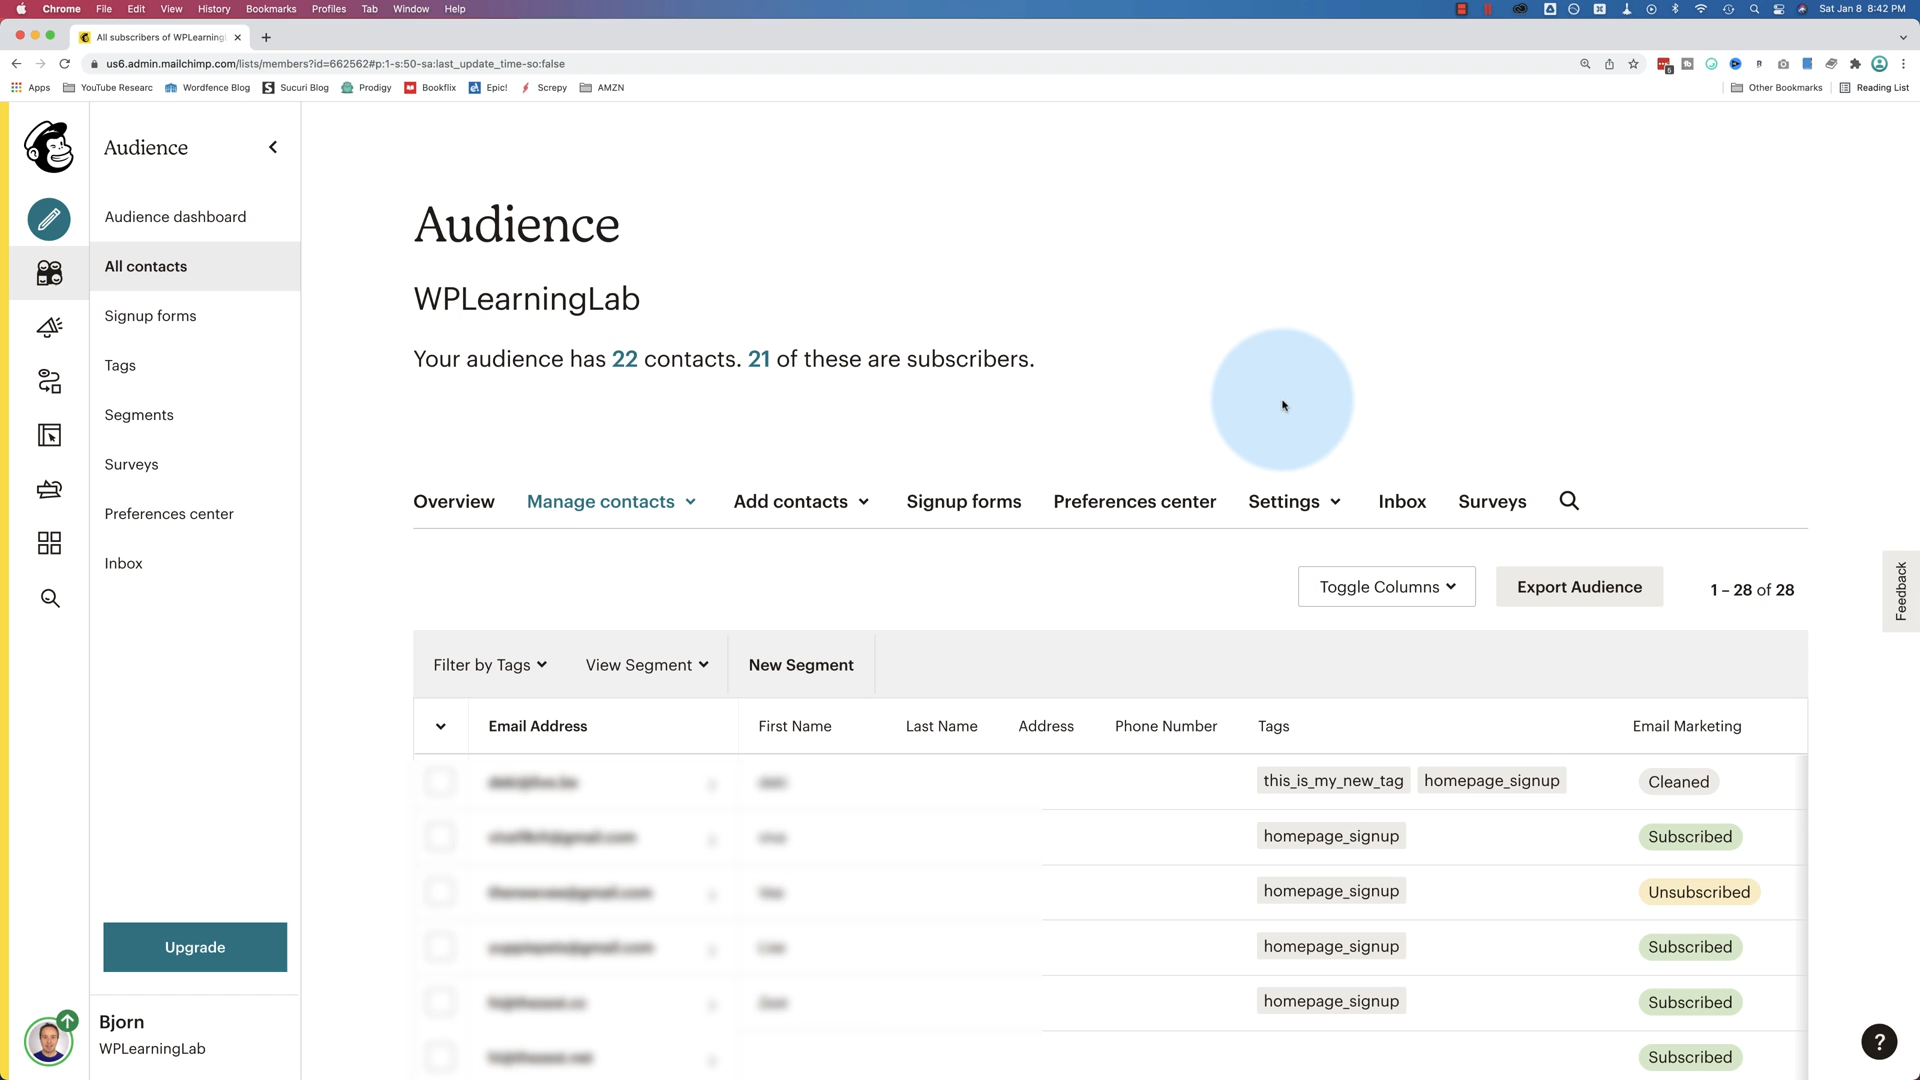 Chrome File Edit View History Bookmarks Profiles Tab Window Help Sat Jan 8 8:42 PM
All subscribers of WPLearningL
us6.admin.mailchimp.com/lists/members?id=662562#p:1-s:50-sa:last_update_time-so:false
Apps YouTube Researc Wordfence Blog Sucuri Blog Prodigy Bookflix Epic! Screpy AMZN Other Bookmarks Reading List
Audience
Audience dashboard
All contacts
Signup forms
Tags
Segments
Surveys
Preferences center
Inbox
Upgrade
Bjorn
WPLearningLab
Audience
WPLearningLab
Your audience has 22 contacts. 21 of these are subscribers.
Overview Manage contacts Add contacts Signup forms Preferences center Settings Inbox Surveys
Toggle Columns Export Audience 1 – 28 of 28
Filter by Tags View Segment New Segment
Email Address First Name Last Name Address Phone Number Tags Email Marketing
this_is_my_new_tag homepage_signup Cleaned
homepage_signup Subscribed
homepage_signup Unsubscribed
homepage_signup Subscribed
homepage_signup Subscribed
Subscribed
Feedback
?